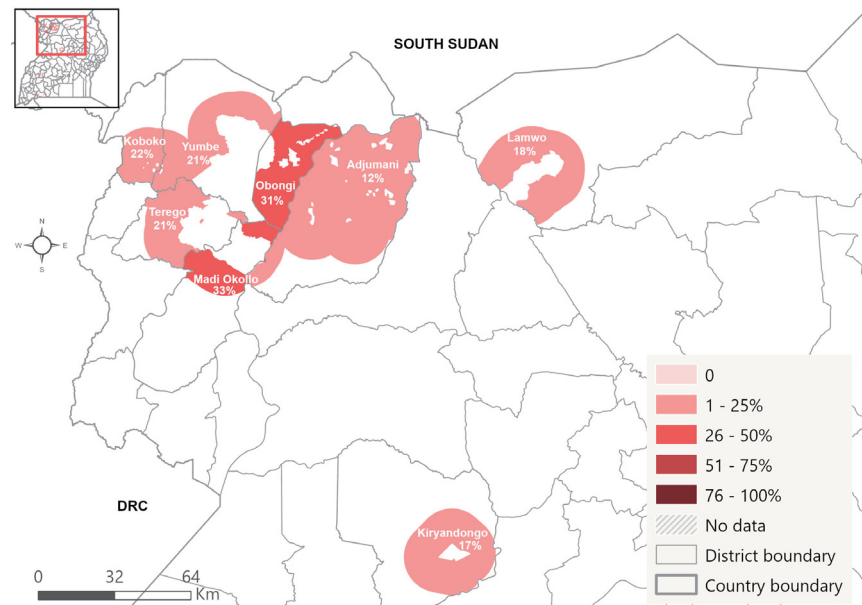 SOUTH SUDAN
Koboko
22%
Yumbe
21%
Obongi
31%
Adjumani
12%
Lamwo
18%
Terego
21%
Madi Okollo
33%
N
W E
S
DRC
Kiryandongo
17%
0 32 64
Km
0
1 - 25%
26 - 50%
51 - 75%
76 - 100%
No data
District boundary
Country boundary